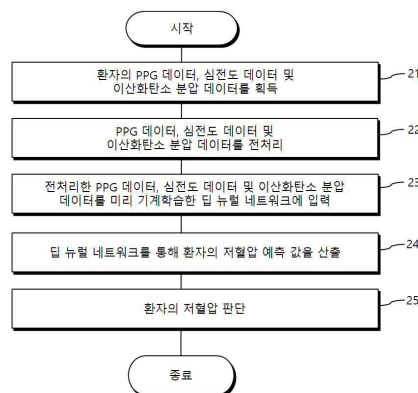 시작
환자의 PPG 데이터, 심전도 데이터 및
이산화탄소 분압 데이터를 획득
21
PPG 데이터, 심전도 데이터 및
이산화탄소 분압 데이터를 전처리
22
전처리한 PPG 데이터, 심전도 데이터 및 이산화탄소 분압
데이터를 미리 기계학습한 딥 뉴럴 네트워크에 입력
23
딥 뉴럴 네트워크를 통해 환자의 저혈압 예측 값을 산출
24
환자의 저혈압 판단
25
종료